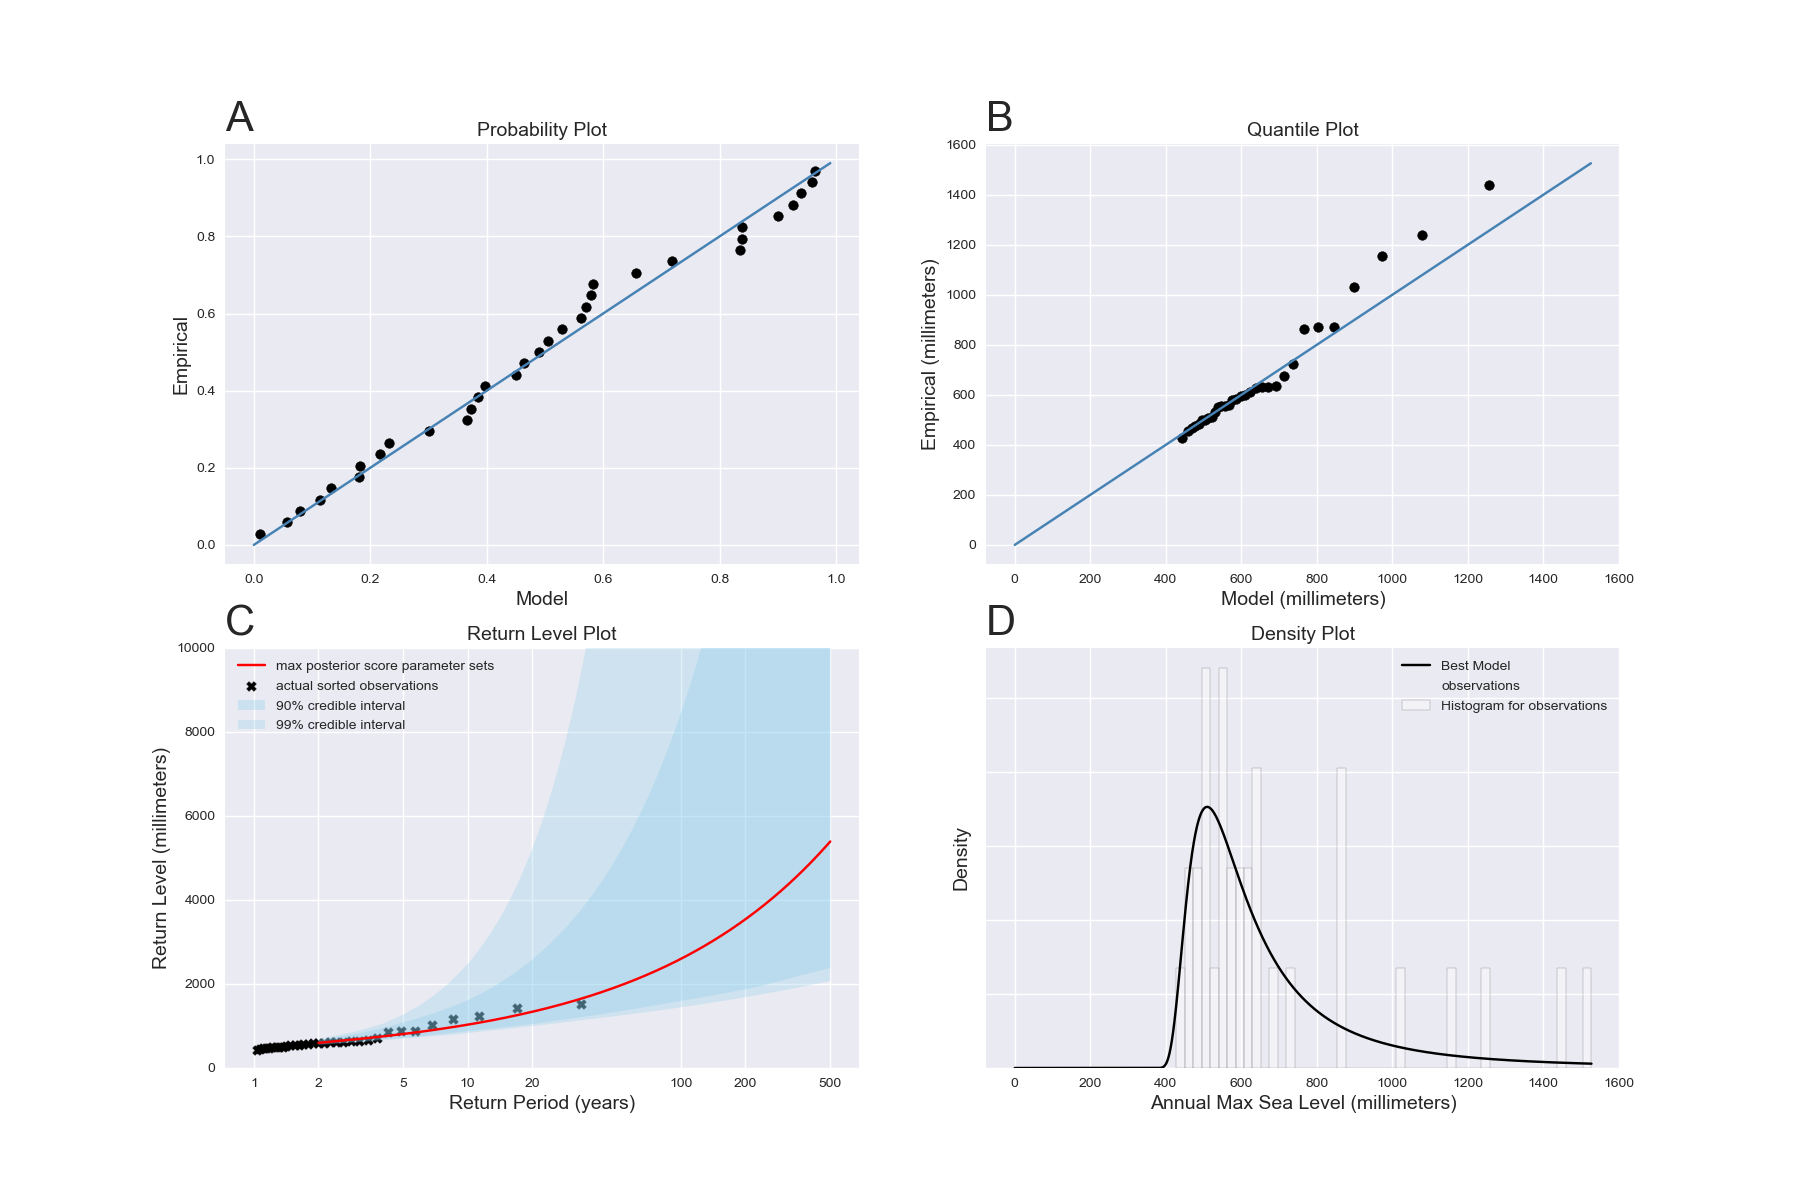 A
Probability Plot
1.0
0.8
0.6
0.4
0.2
0.0
Empirical
0.0 0.2 0.4 0.6 0.8 1.0
Model
B
Quantile Plot
1600
1400
1200
1000
800
600
400
200
0
Empirical (millimeters)
0 200 400 600 800 1000 1200 1400 1600
Model (millimeters)
C
Return Level Plot
10000
8000
6000
4000
2000
0
Return Level (millimeters)
max posterior score parameter sets
actual sorted observations
90% credible interval
99% credible interval
1 2 5 10 20 100 200 500
Return Period (years)
D
Density Plot
Density
Best Model
observations
Histogram for observations
0 200 400 600 800 1000 1200 1400 1600
Annual Max Sea Level (millimeters)